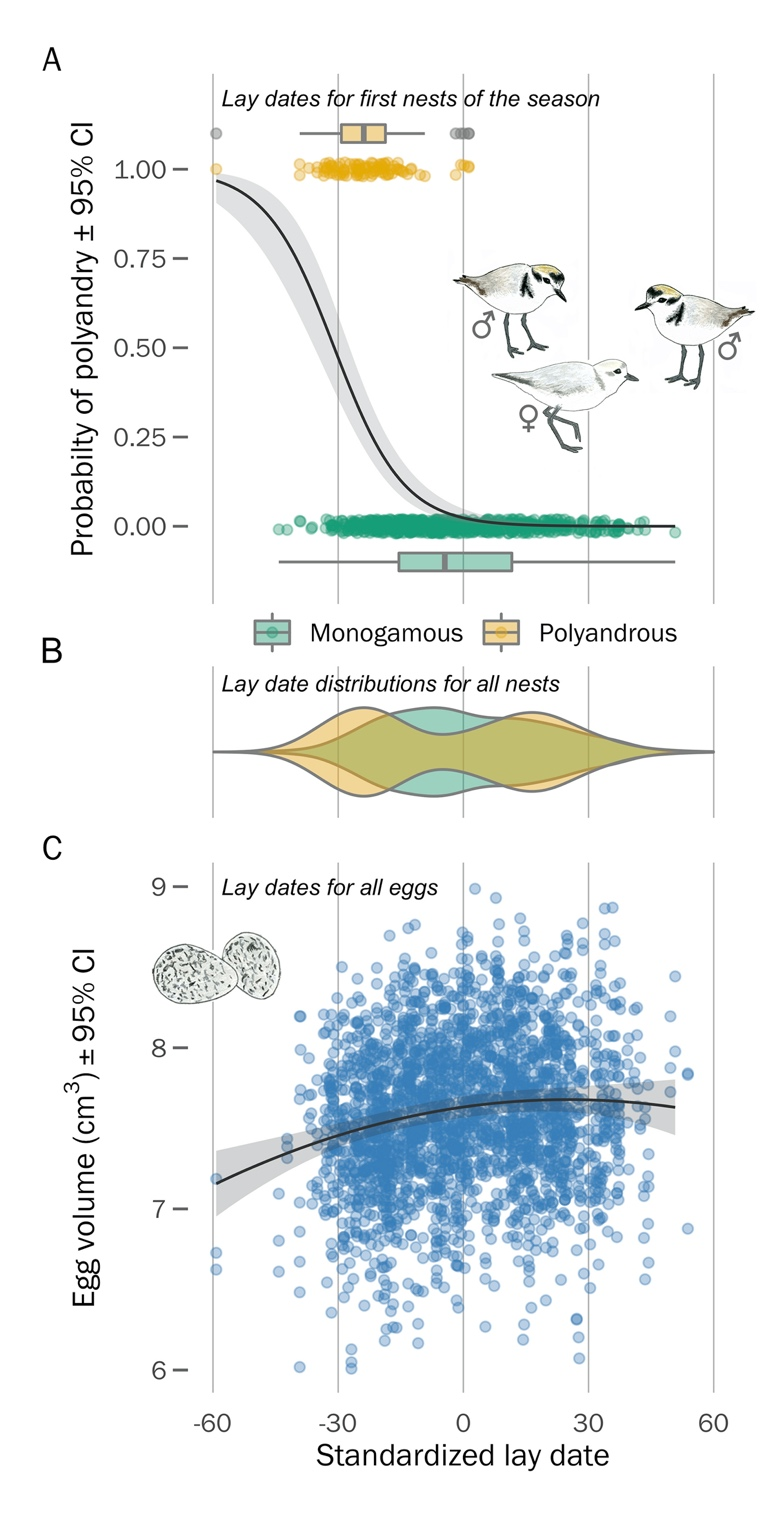 A
Lay dates for first nests of the season
Probabilty of polyandry ± 95% CI
1.00
0.75
0.50
0.25
0.00
♂
♂
♀
Monogamous
Polyandrous
B
Lay date distributions for all nests
C
Lay dates for all eggs
Egg volume (cm³) ± 95% CI
9
8
7
6
-60 -30 0 30 60
Standardized lay date